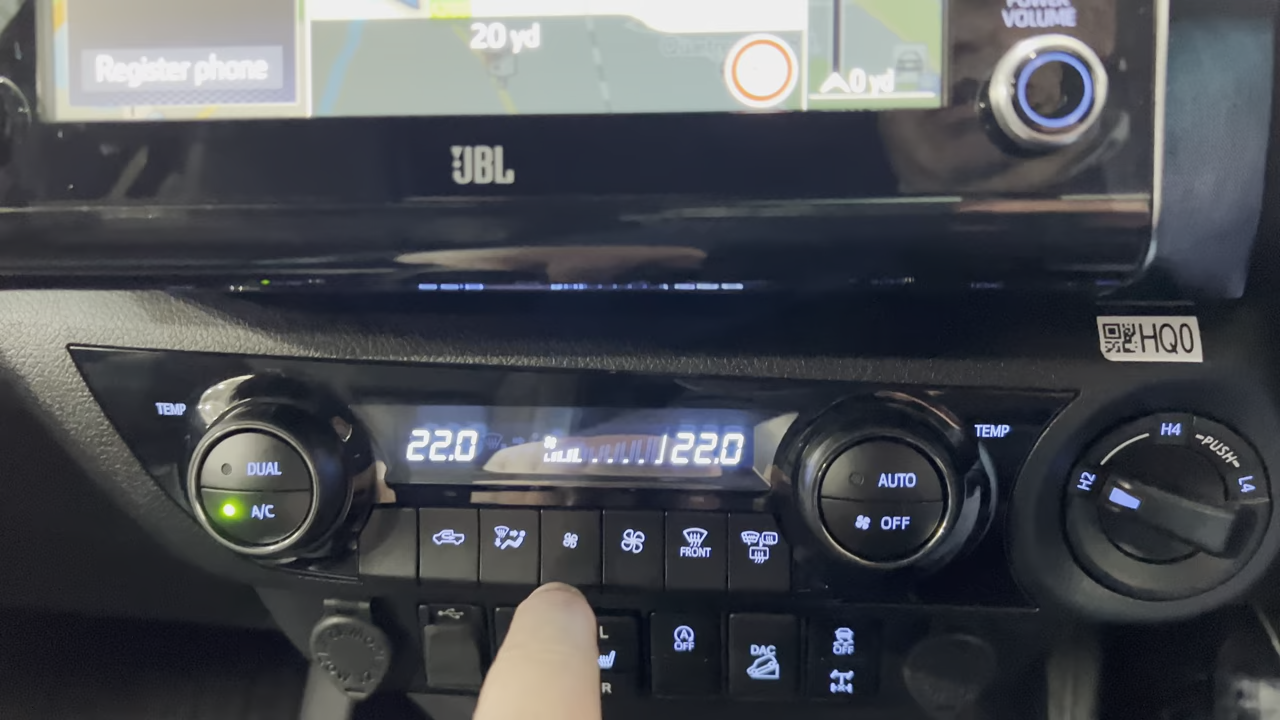 POWER
VOLUME
20 yd
Register phone
0 yd
JBL
HQ0
TEMP
22.0
22.0
TEMP
DUAL
A/C
AUTO
OFF
H4
PUSH
H2
L4
FRONT
L
R
OFF
DAC
OFF